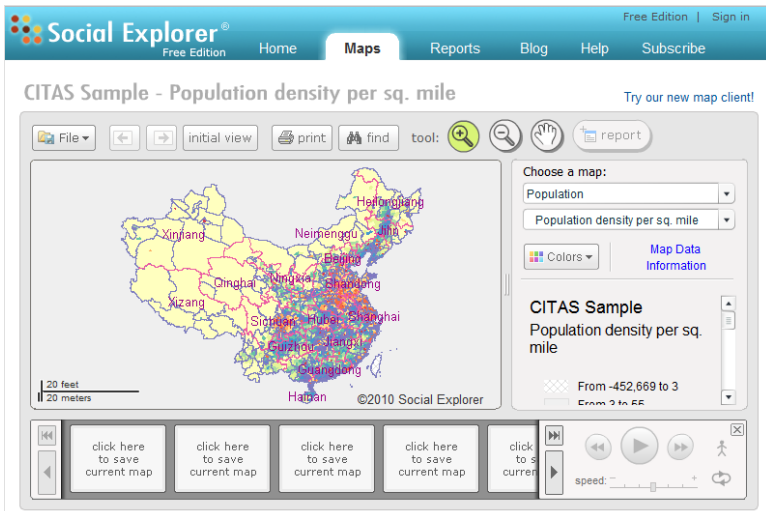 Free Edition | Sign in
Social Explorer®
Free Edition
Home Maps Reports Blog Help Subscribe
CITAS Sample - Population density per sq. mile
Try our new map client!
File
initial view
print
find
tool:
report
Choose a map:
Population
Population density per sq. mile
Colors
Map Data
Information
CITAS Sample
Population density per sq.
mile
From -452,669 to 3
From 3 to 55
Heilongjiang
Xinjiang
Neimenggu
Jilin
Beijing
Qinghai
Ningxia
Shandong
Xizang
Sichuan
Hubei
Shanghai
Guizhou
Jiangxi
Guangdong
Hainan
20 feet
20 meters
©2010 Social Explorer
click here
to save
current map
click here
to save
current map
click here
to save
current map
click here
to save
current map
click
to
curren
speed: